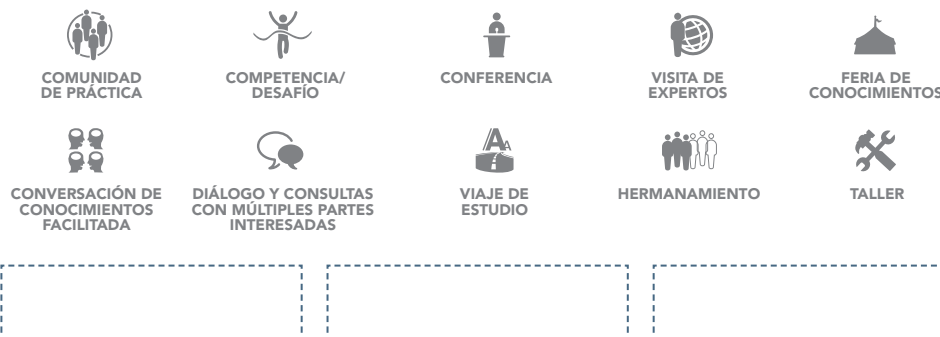 COMUNIDAD
DE PRÁCTICA
COMPETENCIA/
DESAFÍO
CONFERENCIA
VISITA DE
EXPERTOS
FERIA DE
CONOCIMIENTOS
CONVERSACIÓN DE
CONOCIMIENTOS
FACILITADA
DIÁLOGO Y CONSULTAS
CON MÚLTIPLES PARTES
INTERESADAS
AA
VIAJE DE
ESTUDIO
HERMANAMIENTO
TALLER